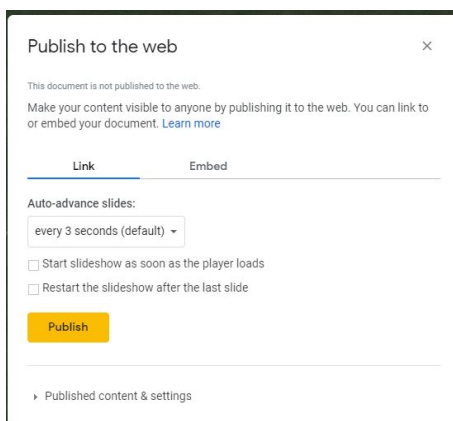 Publish to the web
This document is not published to the web.
Make your content visible to anyone by publishing it to the web. You can link to
or embed your document. Learn more
Link Embed
Auto-advance slides:
every 3 seconds (default)
Start slideshow as soon as the player loads
Restart the slideshow after the last slide
Publish
Published content & settings